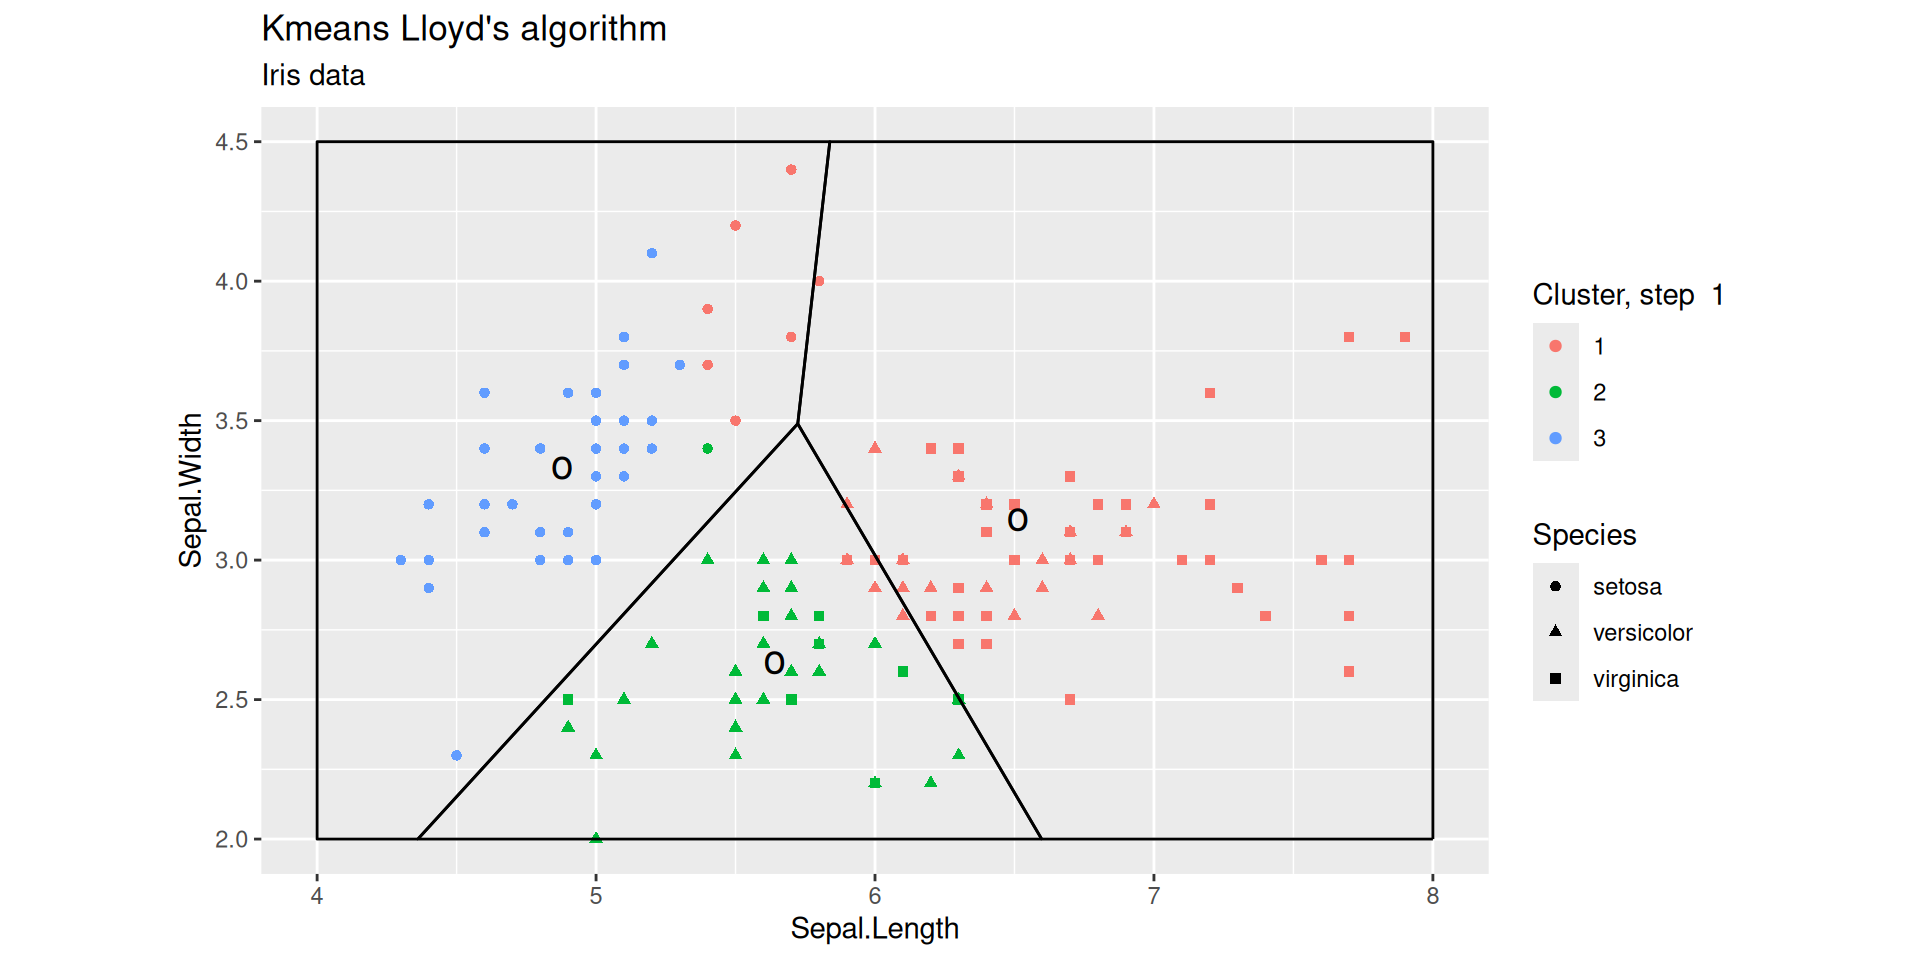 Kmeans Lloyd's algorithm
Iris data
Sepal.Width
4.5
4.0
3.5
3.0
2.5
2.0
o
o
o
4 5 6 7 8
Sepal.Length
Cluster, step 1
1
2
3
Species
setosa
versicolor
virginica